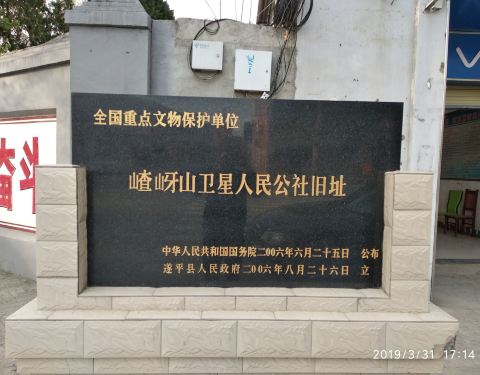 全国重点文物保护单位
嵖岈山卫星人民公社旧址
中华人民共和国国务院二00六年六月二十五日 公布
遂平县人民政府二00六年八月二十六日 立
2019/3/31 17:14